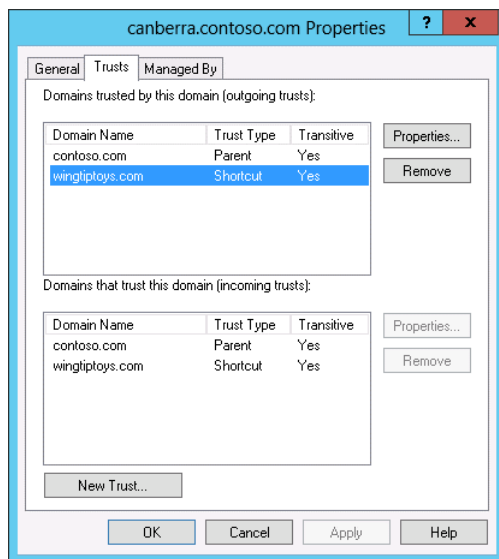 canberra.contoso.com Properties ? x
General Trusts Managed By
Domains trusted by this domain (outgoing trusts):
Domain Name Trust Type Transitive
contoso.com Parent Yes
wingtiptoys.com Shortcut Yes
Properties...
Remove
Domains that trust this domain (incoming trusts):
Domain Name Trust Type Transitive
contoso.com Parent Yes
wingtiptoys.com Shortcut Yes
Properties...
Remove
New Trust...
OK Cancel Apply Help